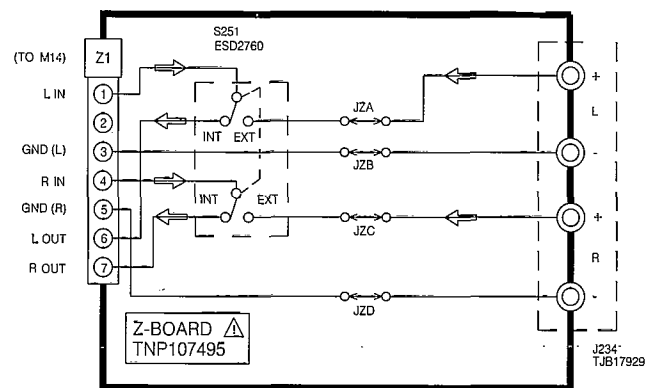 S251
ESD2760
(TO M14)
Z1
L IN
1
2
GND (L)
3
R IN
4
GND (R)
5
L OUT
6
R OUT
7
INT EXT
INT EXT
JZA
JZB
JZC
JZD
+
L
-
+
R
-
Z-BOARD ⚠
TNP107495
J234
TJB17929